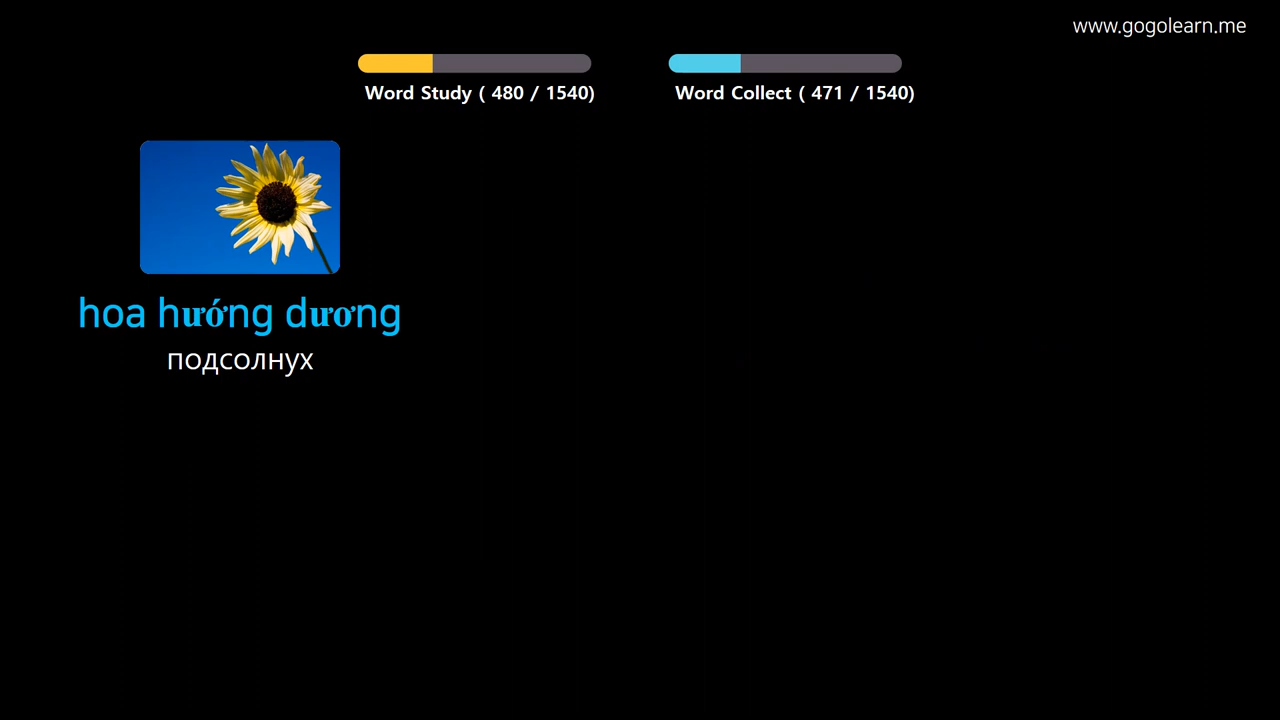 www.gogolearn.me
Word Study ( 480 / 1540)
Word Collect ( 471 / 1540)
hoa hướng dương
подсолнух